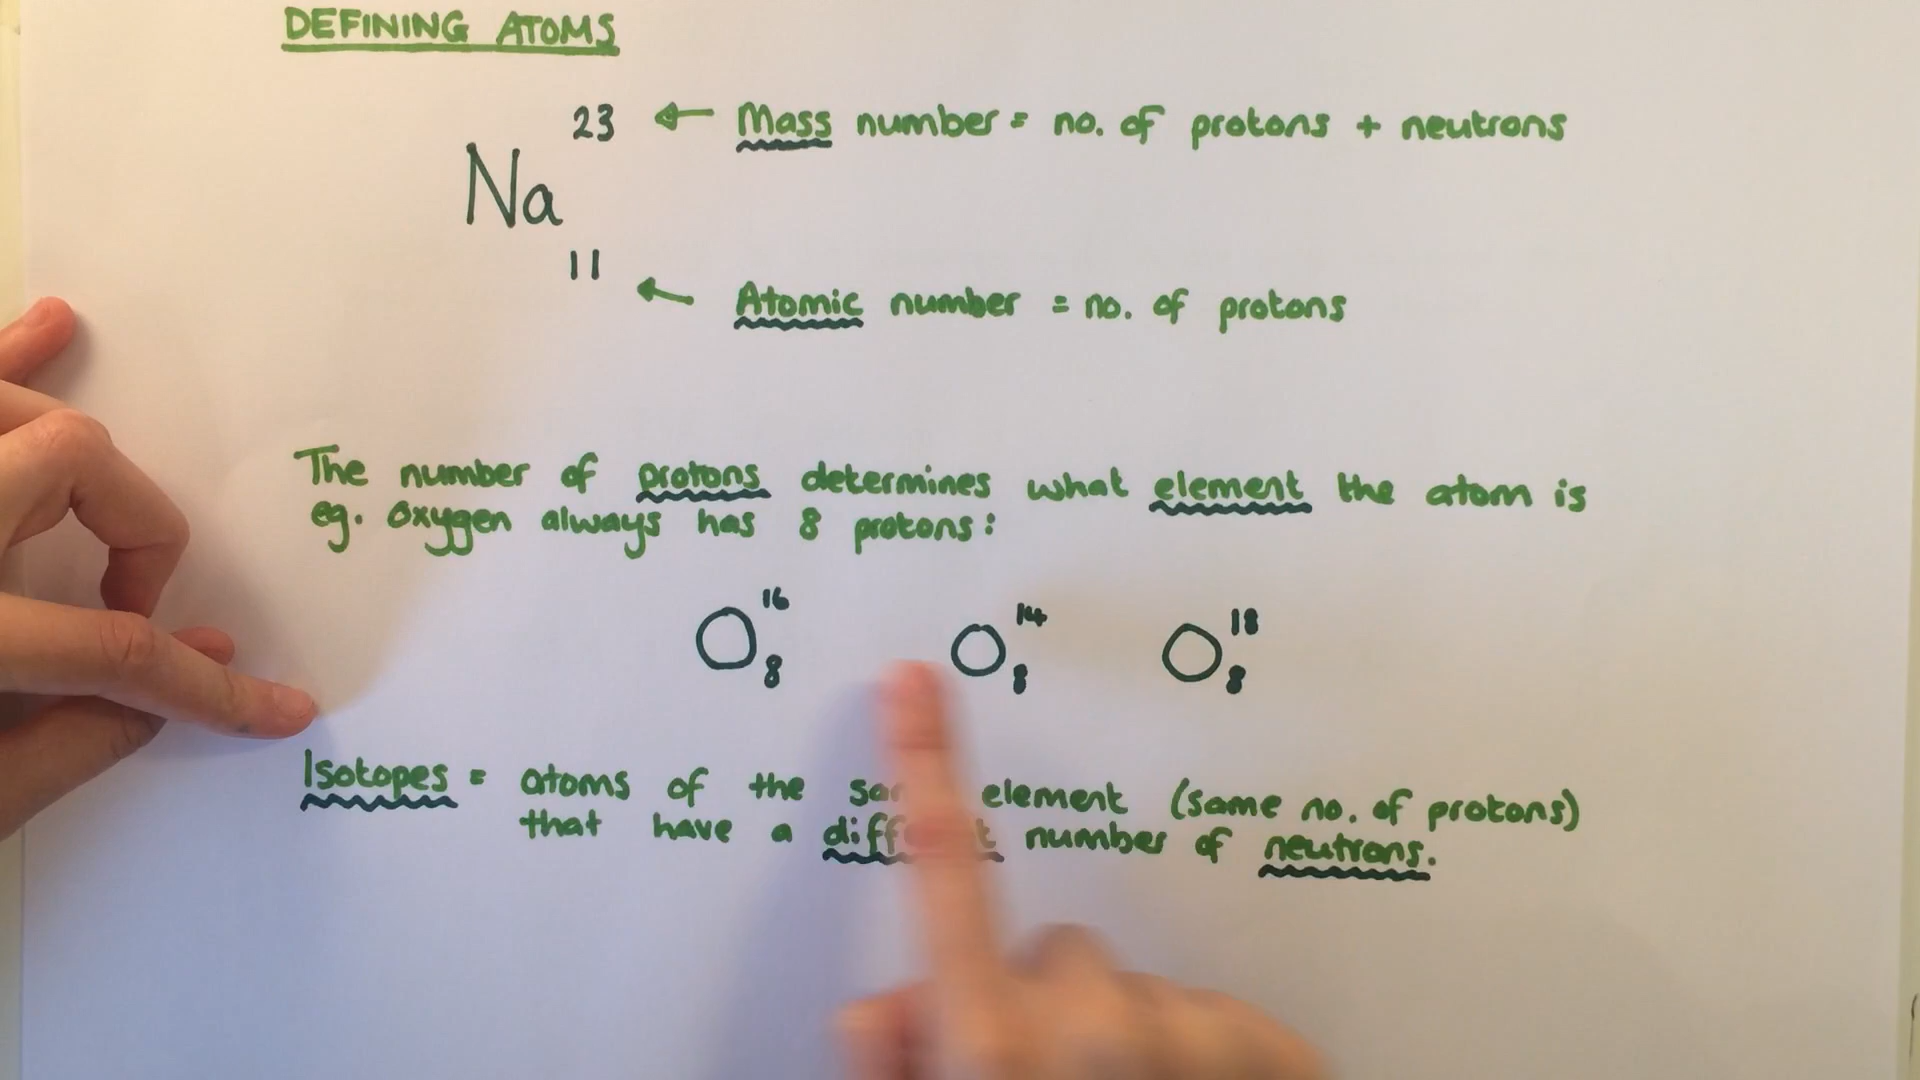 DEFINING ATOMS
23 ← Mass number = no. of protons + neutrons
Na
11 ← Atomic number = no. of protons
The number of protons determines what element the atom is
eg. oxygen always has 8 protons:
O 16 8 O 14 8 O 18 8
Isotopes = atoms of the element (same no. of protons)
that have a number of neutrons.